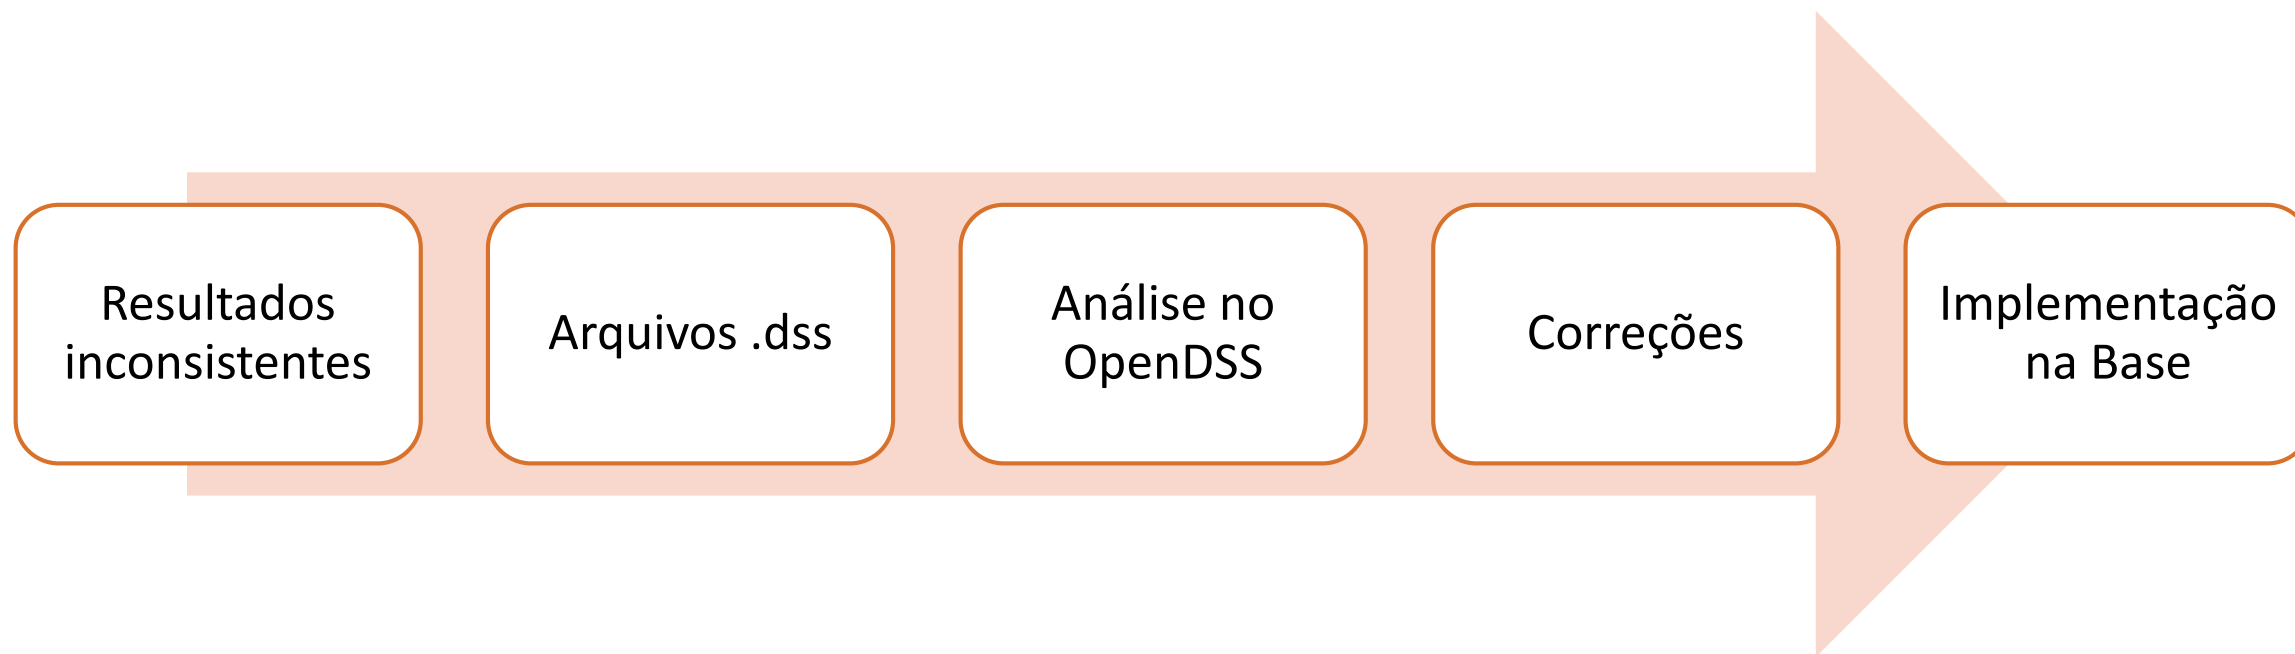 Resultados
inconsistentes
Arquivos .dss
Análise no
OpenDSS
Correções
Implementação
na Base